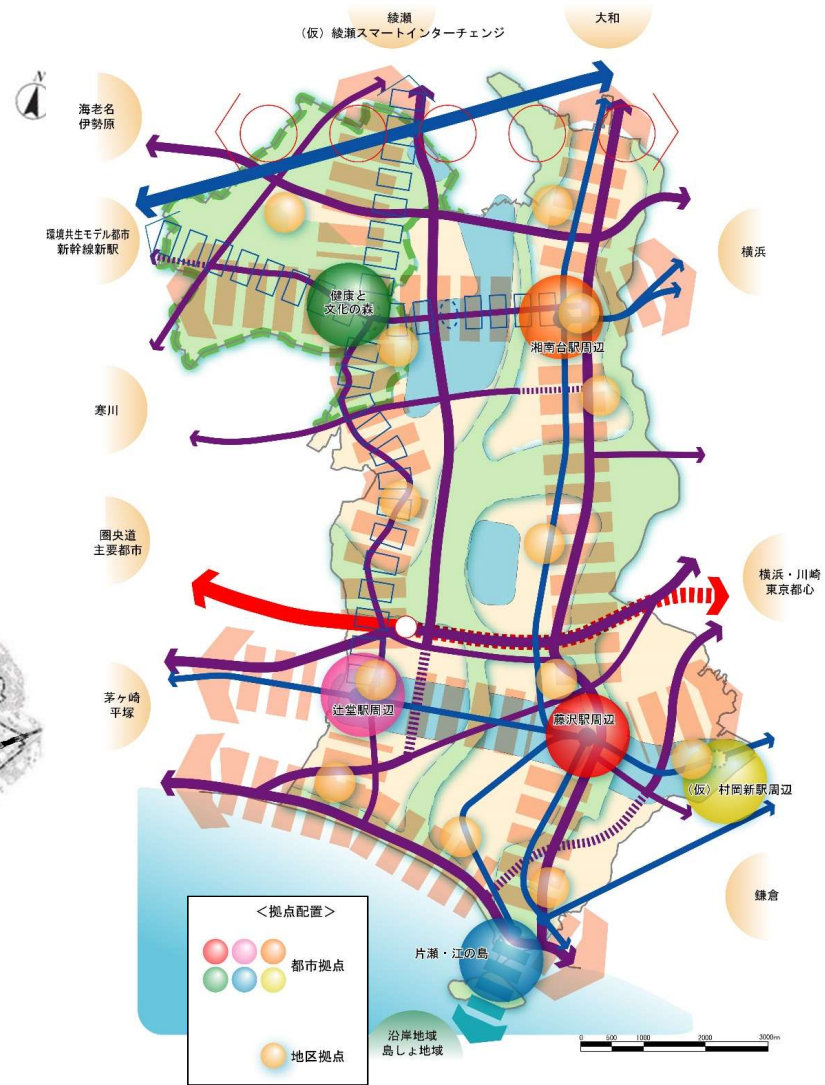 綾瀬
(仮)綾瀬スマートインターチェンジ
大和
N
海老名
伊勢原
環境共生モデル都市
新幹線新駅
横浜
健康と
文化の森
湘南台駅周辺
寒川
圏央道
主要都市
横浜・川崎
東京都心
茅ヶ崎
平塚
辻堂駅周辺
藤沢駅周辺
(仮)村岡新駅周辺
鎌倉
片瀬・江の島
沿岸地域
島しょ地域
<拠点配置>
都市拠点
地区拠点
0 500 1000 2000 3000m